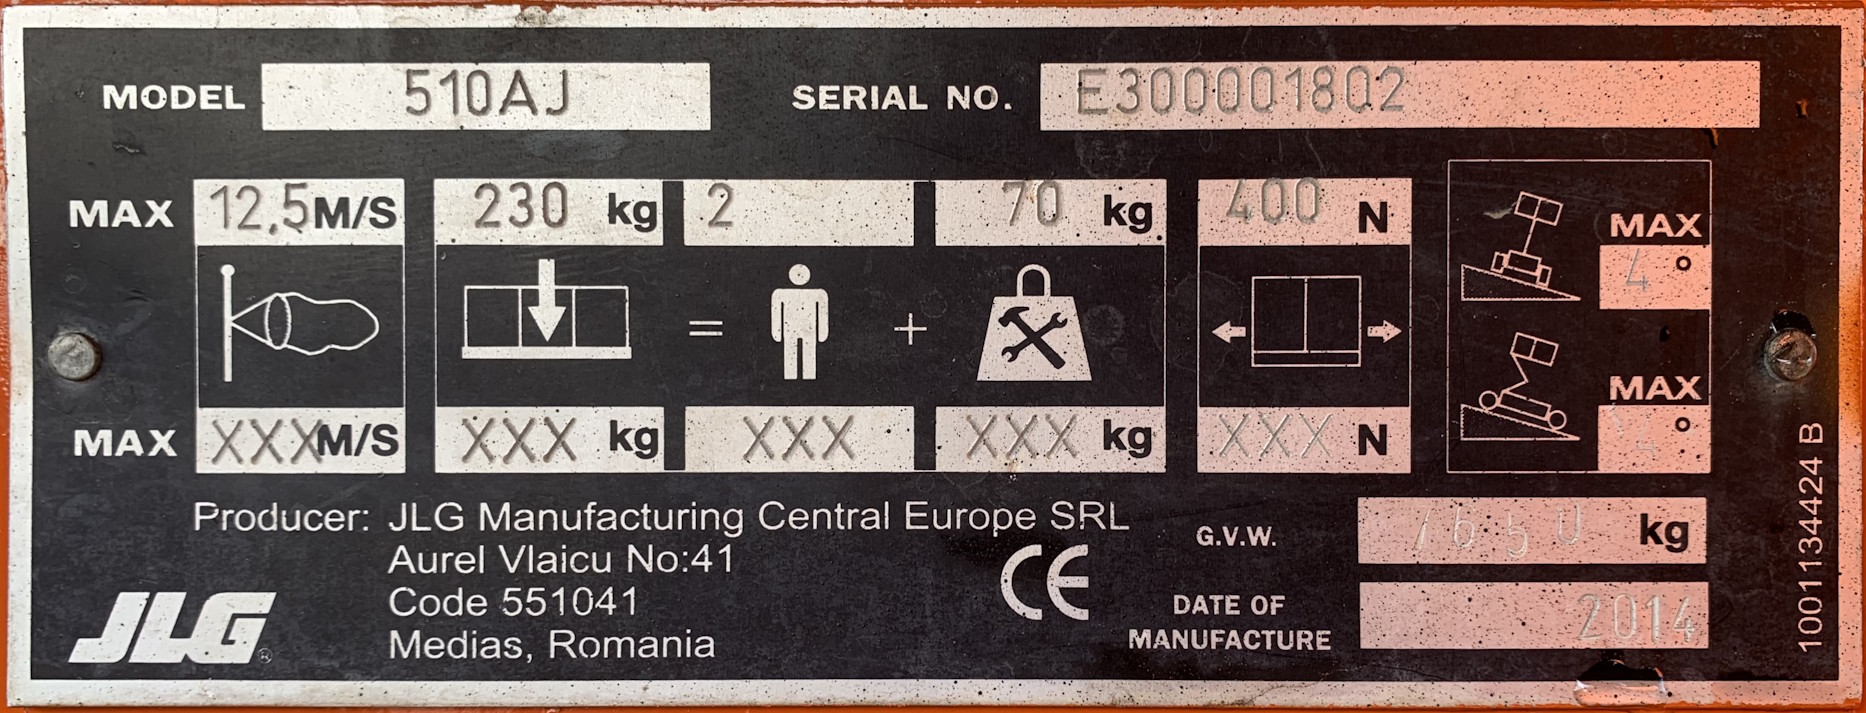 MODEL 510AJ SERIAL NO. E300001802
MAX 12,5 M/S 230 kg 2 70 kg 400 N MAX 4°
= +
MAX XXX M/S XXX kg XXX XXX kg XXX N MAX 4°
Producer: JLG Manufacturing Central Europe SRL
Aurel Vlaicu No:41
Code 551041
Medias, Romania
JLG®
CE
G.V.W. 7650 kg
DATE OF
MANUFACTURE 2014
1001134424 B